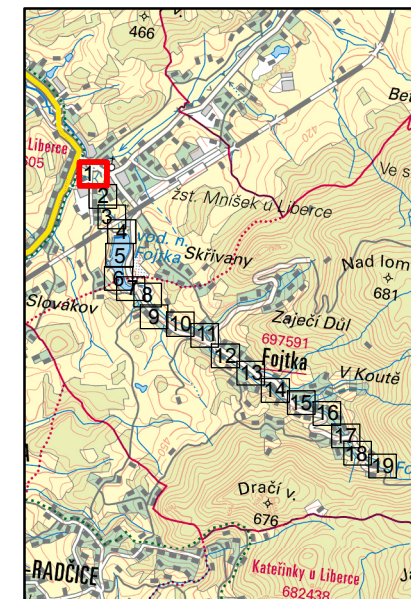 v.
466
Bet
420
Liberce
605
1
Ve s
2
žst. Mníšek u Liberce
3
4
Vod. n.
Fojtka
5
Skřivany
6
7
8
Nad lom
681
Slovákov
9
10
11
Zaječí Důl
697591
12
Fojtka
13
V Koutě
14
15
16
17
460
18
19
Fo
Dračí v.
676
RADČICE
Kateřinky u Liberce
682438
Ja